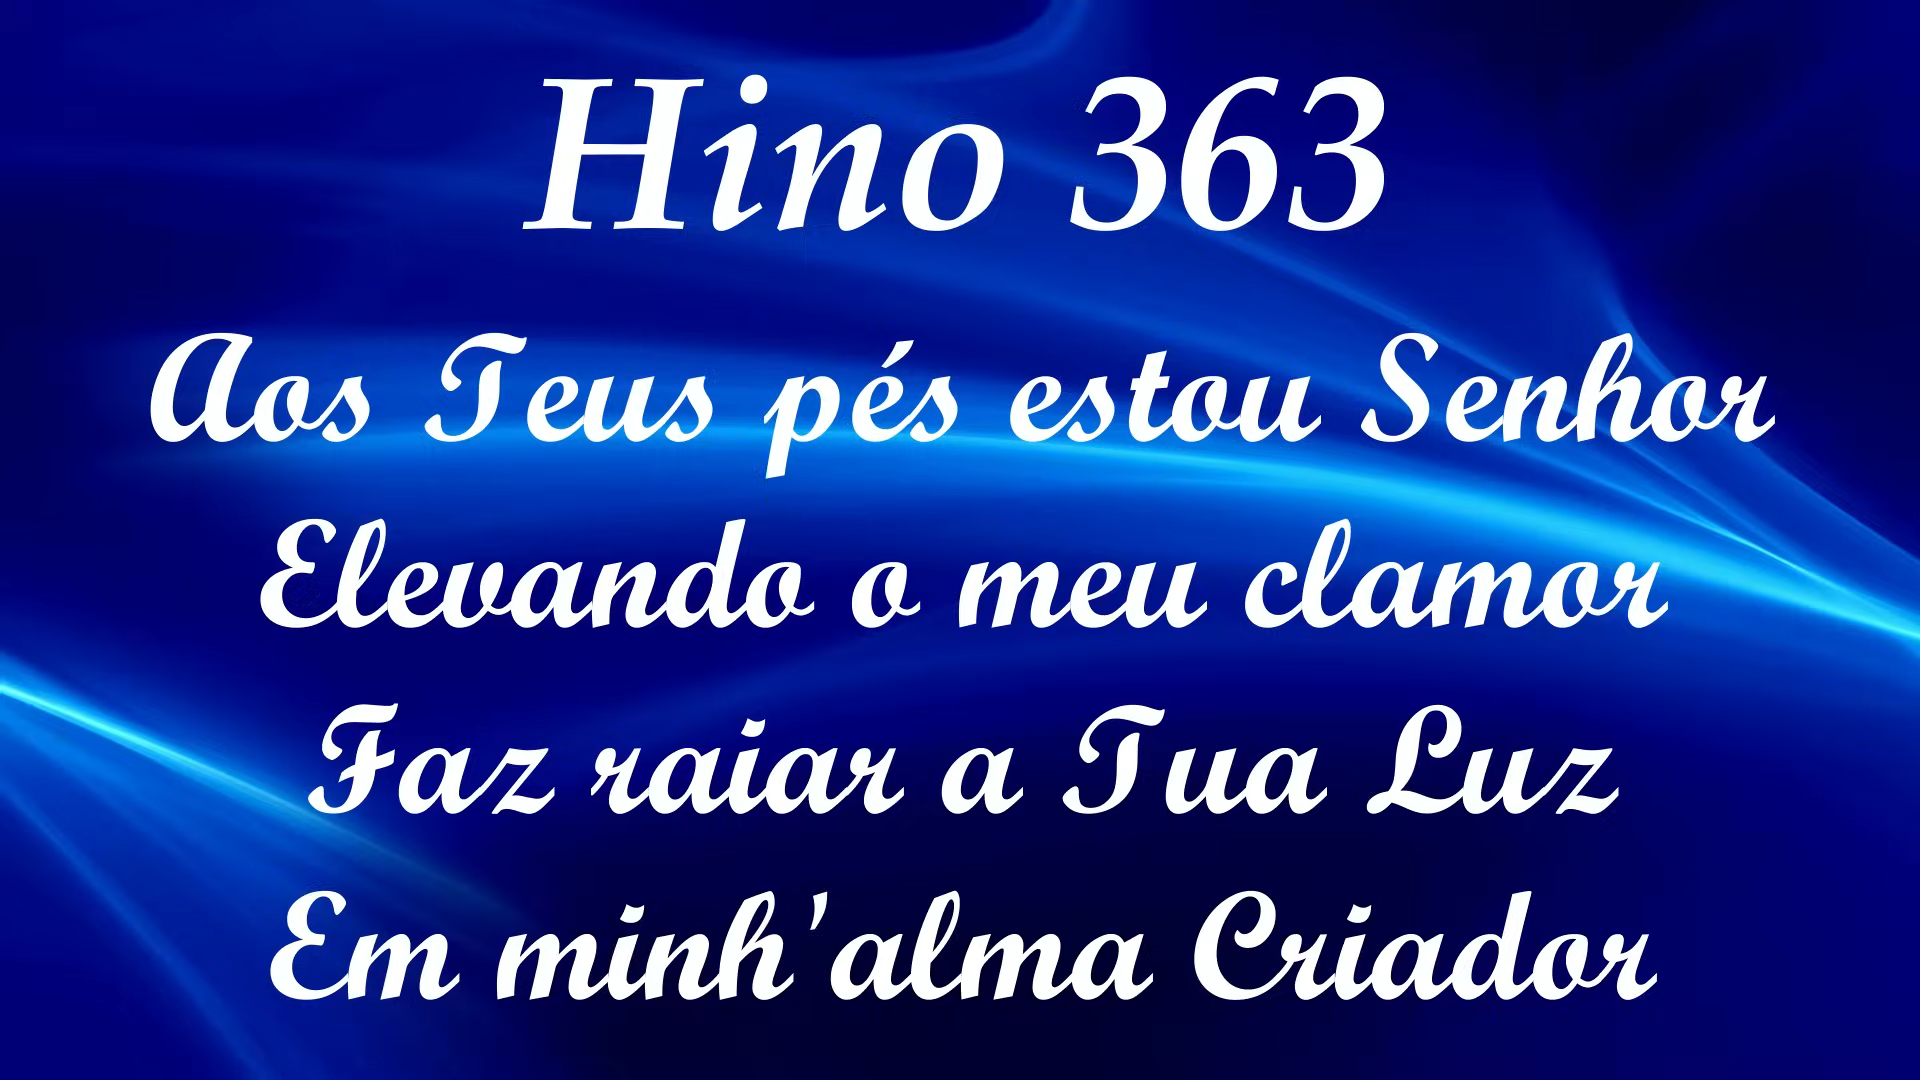 Hino 363
Aos Teus pés estou Senhor
Elevando o meu clamor
Faz raiar a Tua Luz
Em minh'alma Criador